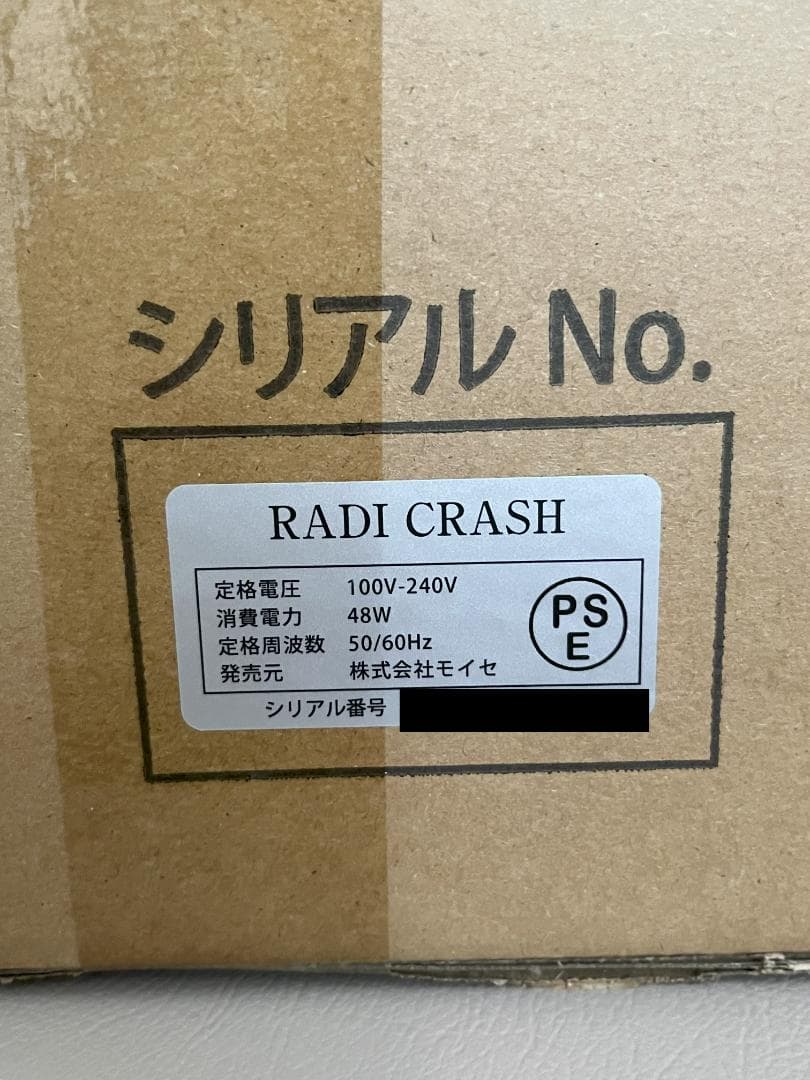 シリアル No.
RADI CRASH
定格電圧 100V-240V
消費電力 48W
定格周波数 50/60Hz
発売元 株式会社モイセ
PS
E
シリアル番号